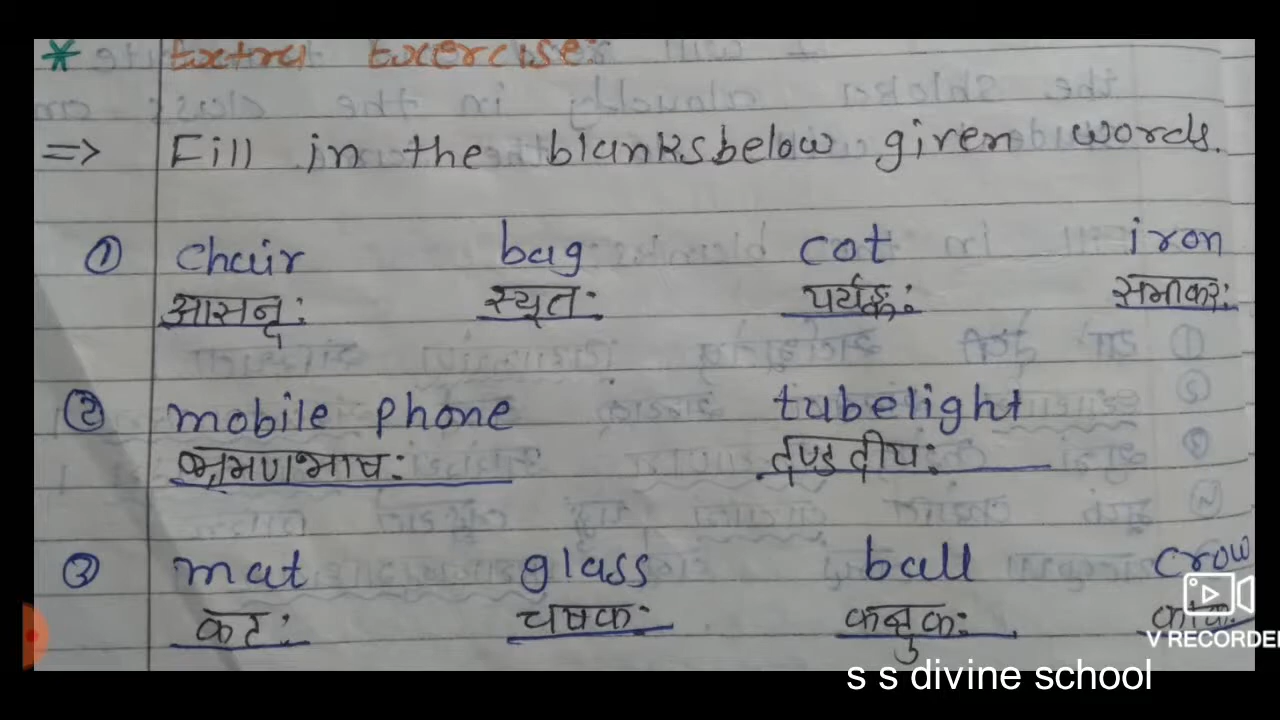 * Extra Exercise:
=> Fill in the blanks below given words.
① chair bag cot iron
आसन्द: स्यूत: पर्यङ्क: समीकर:
② mobile phone tubelight
भ्रमणभाष: दण्डदीप:
③ mat glass ball crow
कट: चषक: कन्दुक:
V RECORDER
s s divine school